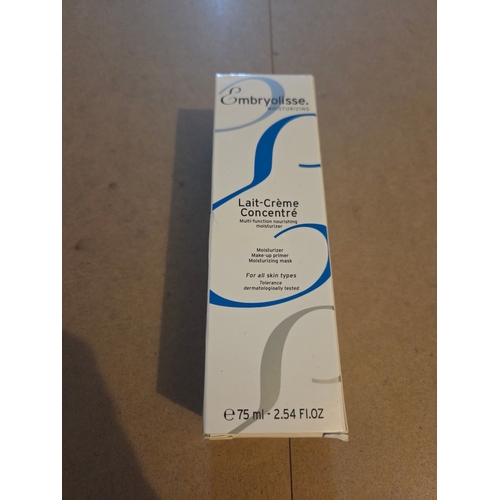 Embryolisse.
MOISTURIZING
Lait-Crème
Concentré
Multi-function nourishing
moisturizer
Moisturizer
Make-up primer
Moisturizing mask
For all skin types
Tolerance
dermatologically tested
℮ 75 ml - 2.54 Fl.OZ